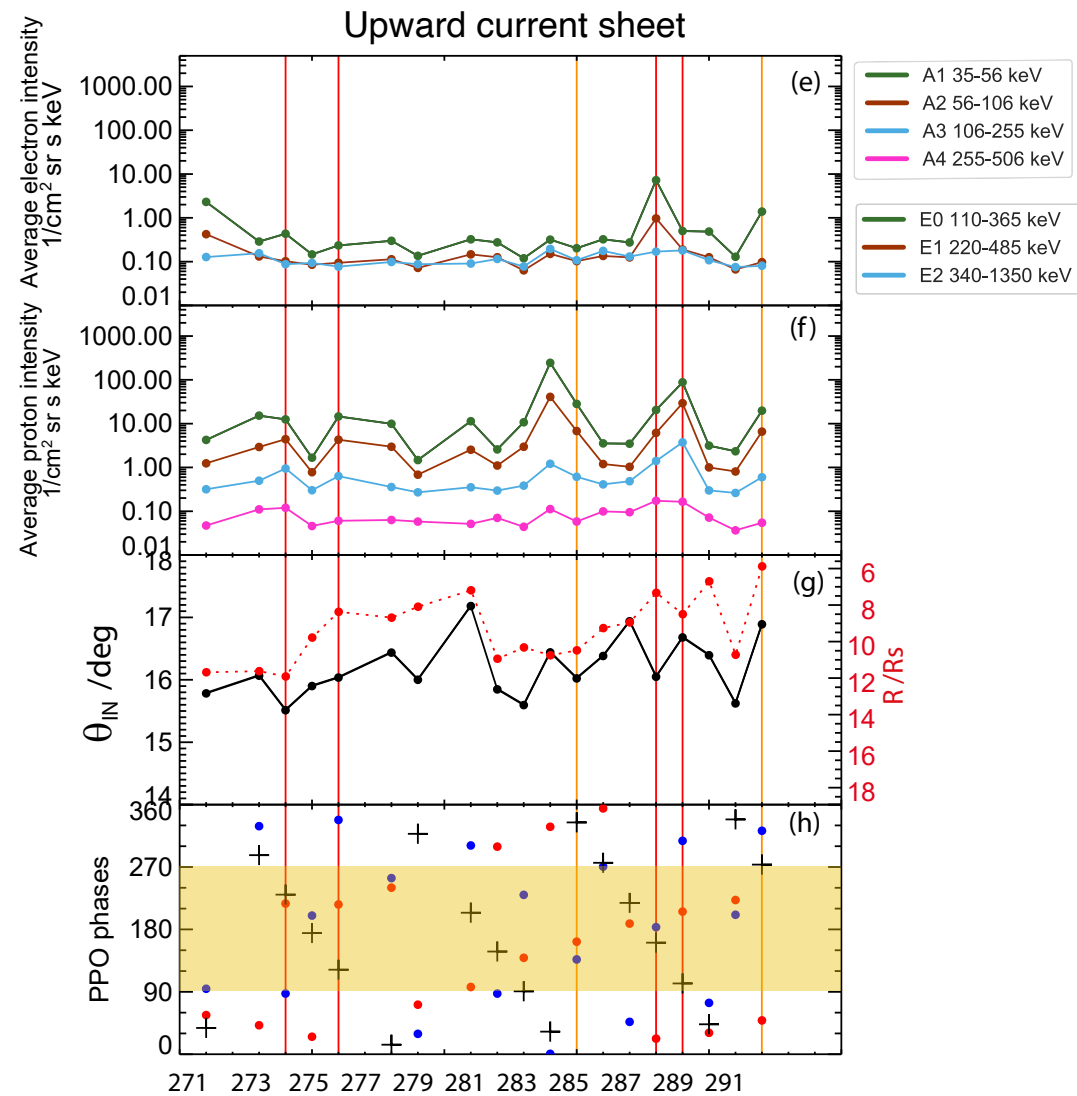 Upward current sheet
Average electron intensity
1/cm² sr s keV
1000.00
100.00
10.00
1.00
0.10
0.01
(e)
A1 35-56 keV
A2 56-106 keV
A3 106-255 keV
A4 255-506 keV
E0 110-365 keV
E1 220-485 keV
E2 340-1350 keV
Average proton intensity
1/cm² sr s keV
1000.00
100.00
10.00
1.00
0.10
0.01
(f)
θIN /deg
18
17
16
15
14
(g)
6
8
10
12
14
16
18
R /Rs
PPO phases
360
270
180
90
0
(h)
271 273 275 277 279 281 283 285 287 289 291